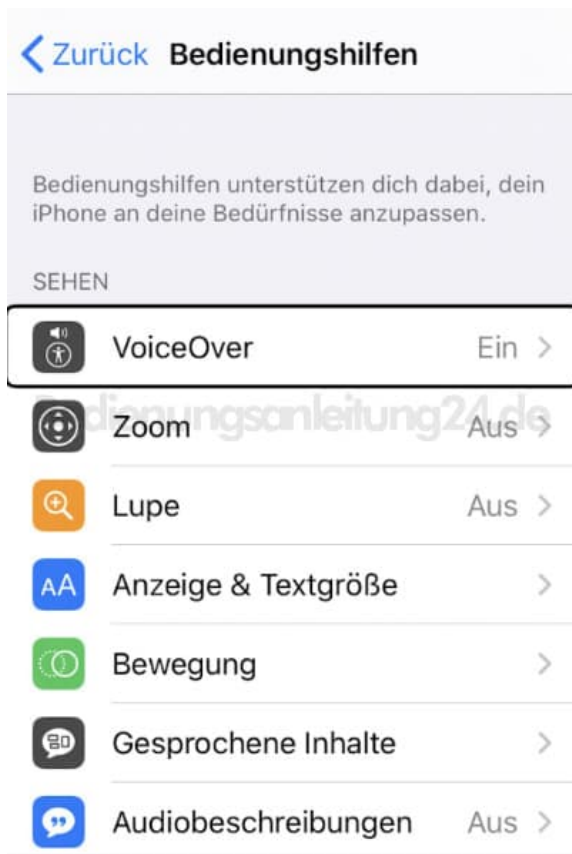 Zurück Bedienungshilfen
Bedienungshilfen unterstützen dich dabei, dein
iPhone an deine Bedürfnisse anzupassen.
SEHEN
VoiceOver Ein
Bedienungsanleitung24.de
Zoom Aus
Lupe Aus
AA Anzeige & Textgröße
Bewegung
Gesprochene Inhalte
Audiobeschreibungen Aus